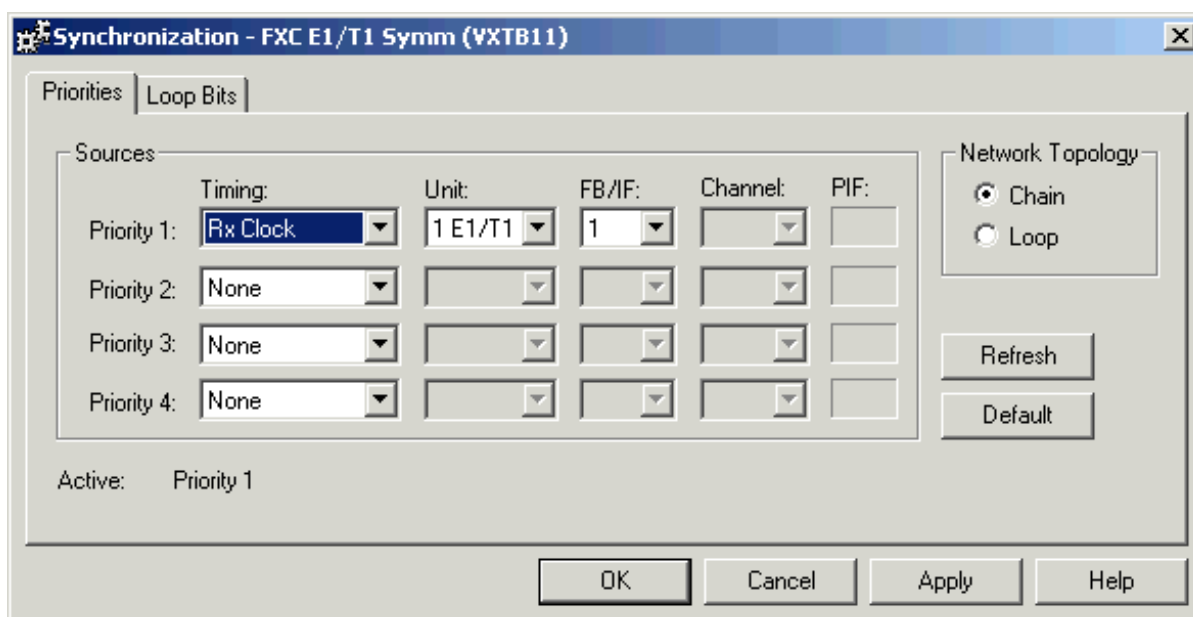 Synchronization - FXC E1/T1 Symm (VXTB11)
Priorities
Loop Bits
Sources
Timing: Unit: FB/IF: Channel: PIF:
Priority 1: Rx Clock 1 E1/T1 1
Priority 2: None
Priority 3: None
Priority 4: None
Network Topology
Chain
Loop
Refresh
Default
Active: Priority 1
OK Cancel Apply Help